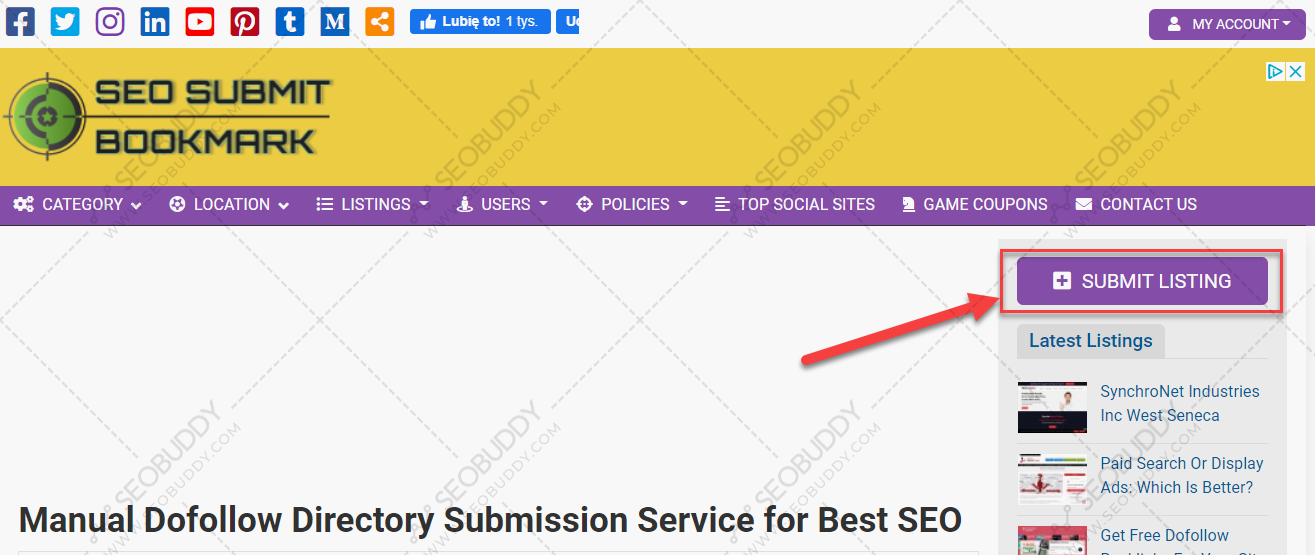 Lubię to! 1 tys.
MY ACCOUNT
SEO SUBMIT
BOOKMARK
CATEGORY LOCATION LISTINGS USERS POLICIES TOP SOCIAL SITES GAME COUPONS CONTACT US
SUBMIT LISTING
Latest Listings
SynchroNet Industries
Inc West Seneca
Paid Search Or Display
Ads: Which Is Better?
Get Free Dofollow
Manual Dofollow Directory Submission Service for Best SEO
SEOBUDDY
WWW.SEOBUDDY.COM